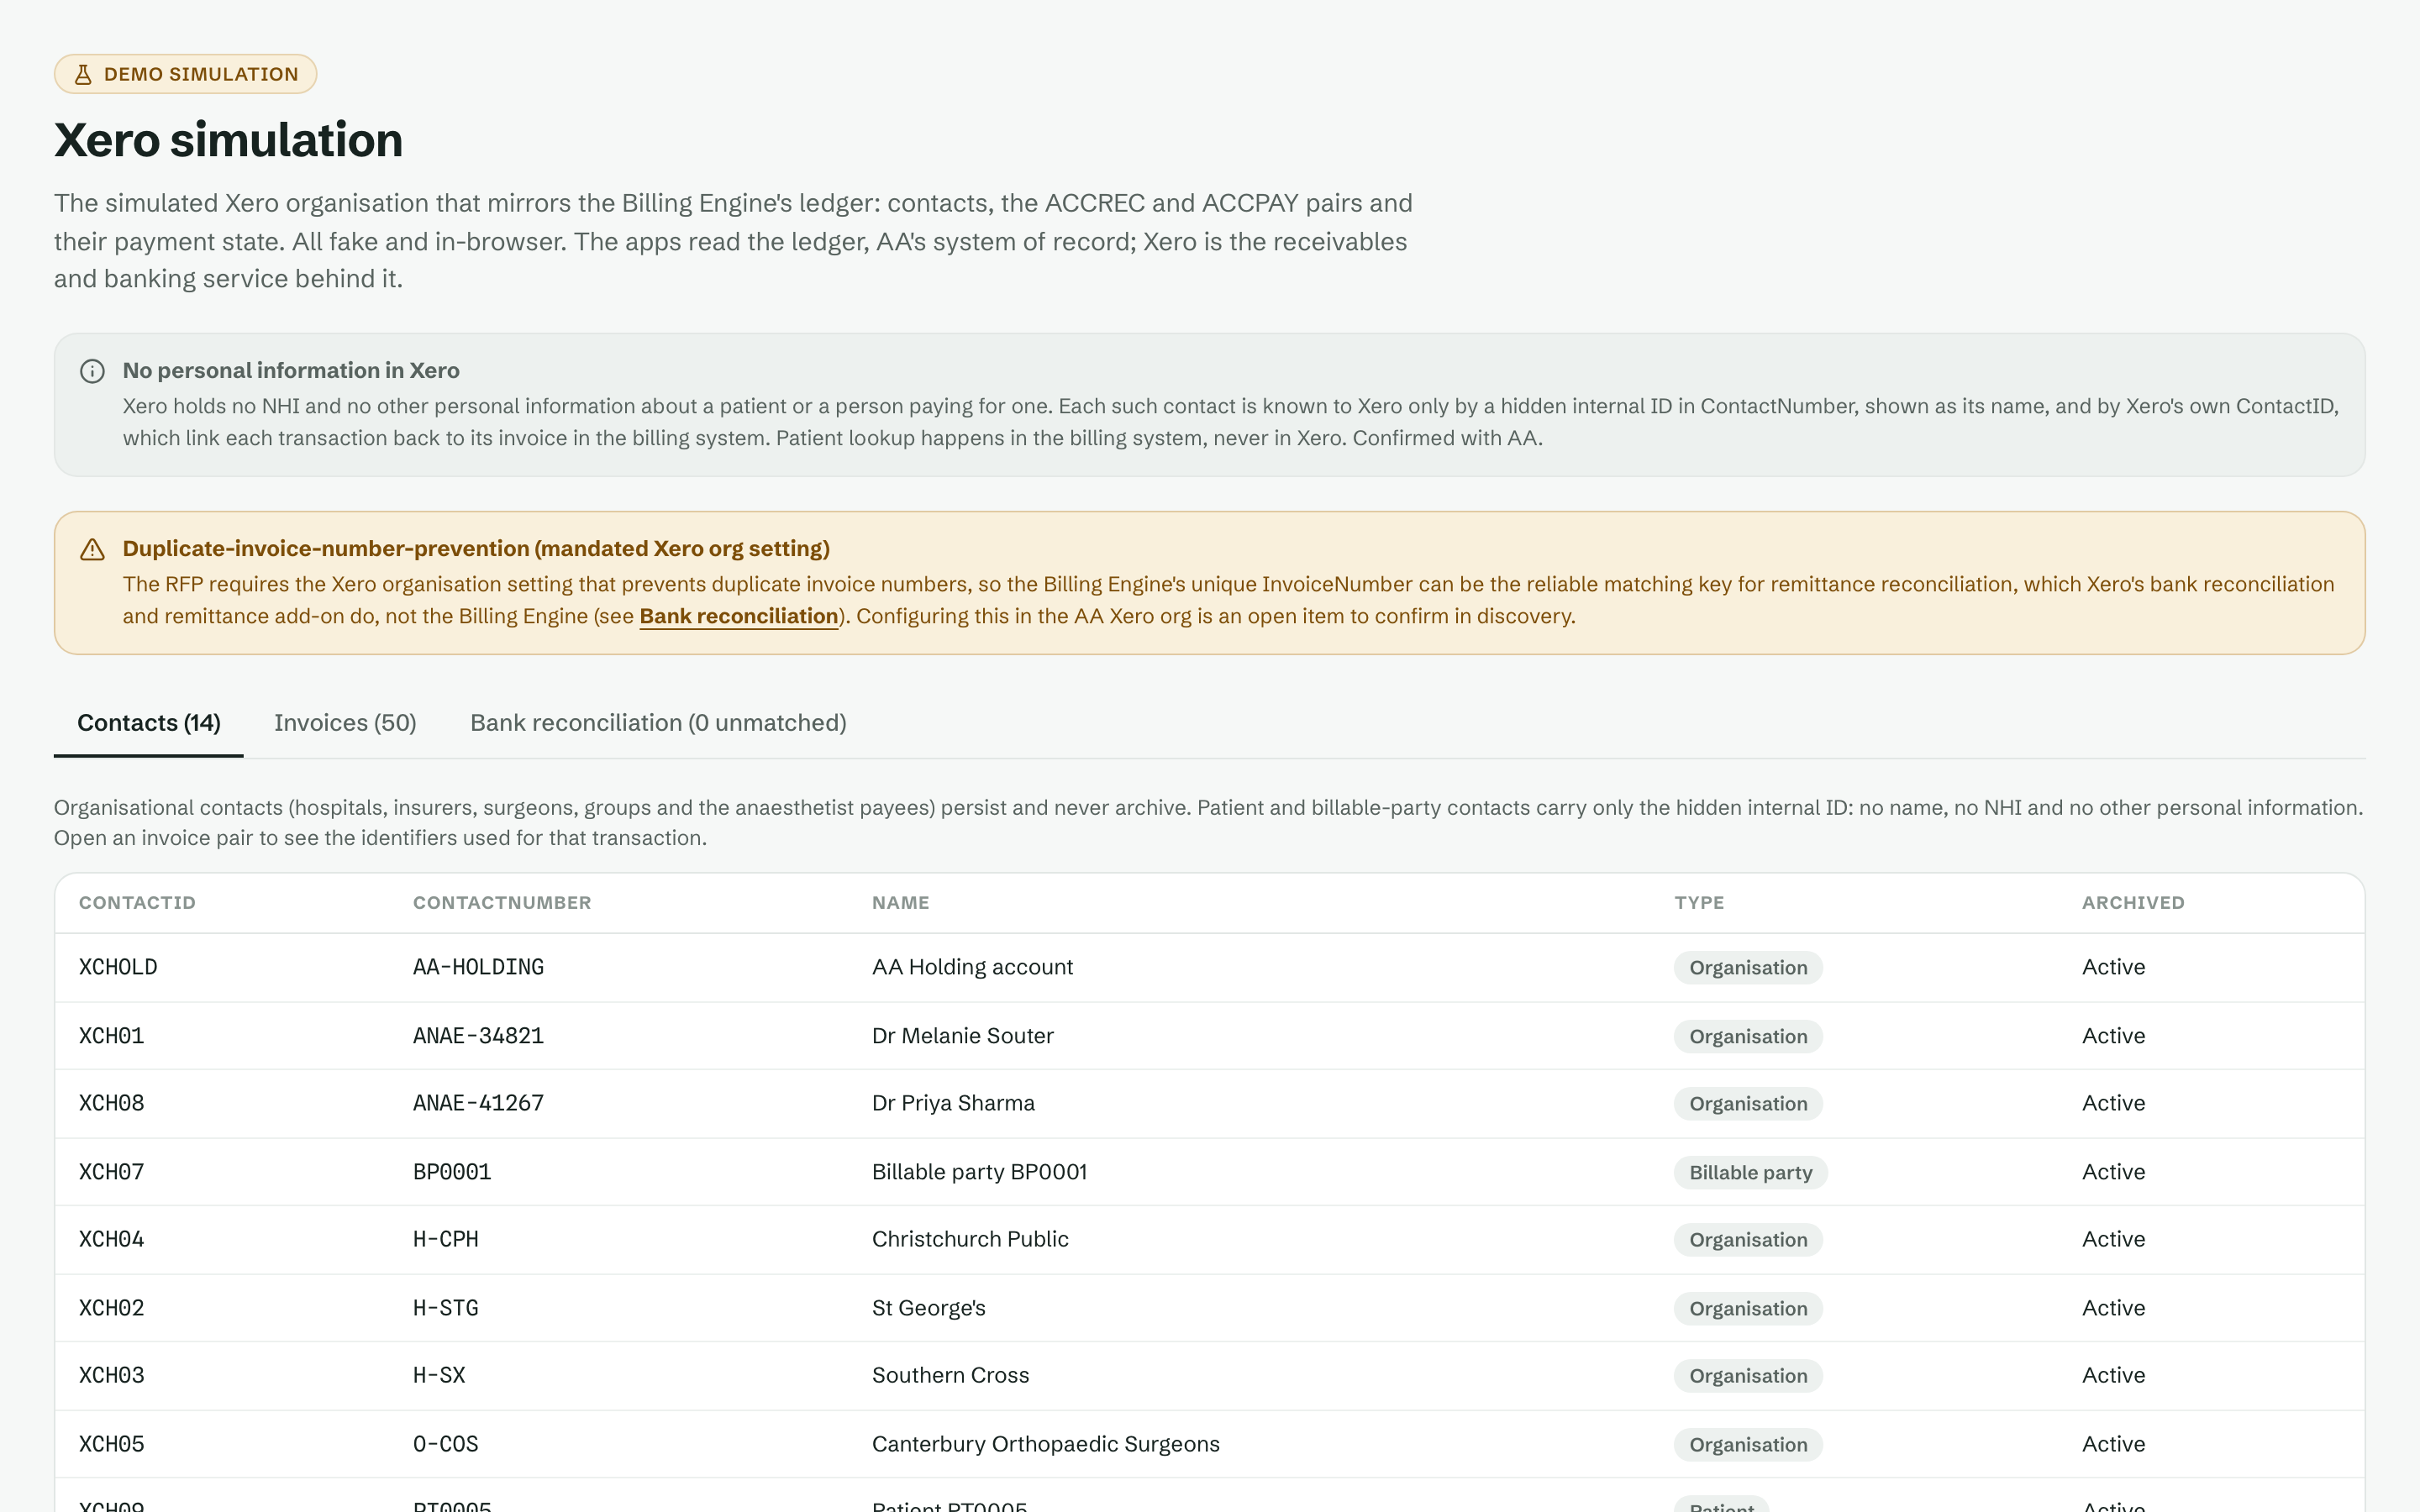 DEMO SIMULATION
Xero simulation
The simulated Xero organisation that mirrors the Billing Engine's ledger: contacts, the ACCREC and ACCPAY pairs and
their payment state. All fake and in-browser. The apps read the ledger, AA's system of record; Xero is the receivables
and banking service behind it.
No personal information in Xero
Xero holds no NHI and no other personal information about a patient or a person paying for one. Each such contact is known to Xero only by a hidden internal ID in ContactNumber, shown as its name, and by Xero's own ContactID,
which link each transaction back to its invoice in the billing system. Patient lookup happens in the billing system, never in Xero. Confirmed with AA.
Duplicate-invoice-number-prevention (mandated Xero org setting)
The RFP requires the Xero organisation setting that prevents duplicate invoice numbers, so the Billing Engine's unique InvoiceNumber can be the reliable matching key for remittance reconciliation, which Xero's bank reconciliation
and remittance add-on do, not the Billing Engine (see Bank reconciliation). Configuring this in the AA Xero org is an open item to confirm in discovery.
Contacts (14) Invoices (50) Bank reconciliation (0 unmatched)
Organisational contacts (hospitals, insurers, surgeons, groups and the anaesthetist payees) persist and never archive. Patient and billable-party contacts carry only the hidden internal ID: no name, no NHI and no other personal information.
Open an invoice pair to see the identifiers used for that transaction.
CONTACTID CONTACTNUMBER NAME TYPE ARCHIVED
XCHOLD AA-HOLDING AA Holding account Organisation Active
XCH01 ANAE-34821 Dr Melanie Souter Organisation Active
XCH08 ANAE-41267 Dr Priya Sharma Organisation Active
XCH07 BP0001 Billable party BP0001 Billable party Active
XCH04 H-CPH Christchurch Public Organisation Active
XCH02 H-STG St George's Organisation Active
XCH03 H-SX Southern Cross Organisation Active
XCH05 O-COS Canterbury Orthopaedic Surgeons Organisation Active
XCH09 PT0005 Patient PT0005 Patient Active